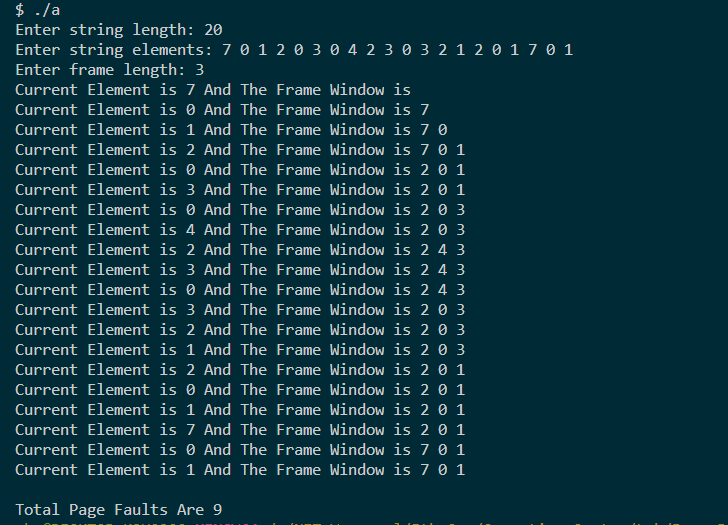 $ ./a
Enter string length: 20
Enter string elements: 7 0 1 2 0 3 0 4 2 3 0 3 2 1 2 0 1 7 0 1
Enter frame length: 3
Current Element is 7 And The Frame Window is
Current Element is 0 And The Frame Window is 7
Current Element is 1 And The Frame Window is 7 0
Current Element is 2 And The Frame Window is 7 0 1
Current Element is 0 And The Frame Window is 2 0 1
Current Element is 3 And The Frame Window is 2 0 1
Current Element is 0 And The Frame Window is 2 0 3
Current Element is 4 And The Frame Window is 2 0 3
Current Element is 2 And The Frame Window is 2 4 3
Current Element is 3 And The Frame Window is 2 4 3
Current Element is 0 And The Frame Window is 2 4 3
Current Element is 3 And The Frame Window is 2 0 3
Current Element is 2 And The Frame Window is 2 0 3
Current Element is 1 And The Frame Window is 2 0 3
Current Element is 2 And The Frame Window is 2 0 1
Current Element is 0 And The Frame Window is 2 0 1
Current Element is 1 And The Frame Window is 2 0 1
Current Element is 7 And The Frame Window is 2 0 1
Current Element is 0 And The Frame Window is 7 0 1
Current Element is 1 And The Frame Window is 7 0 1
Total Page Faults Are 9